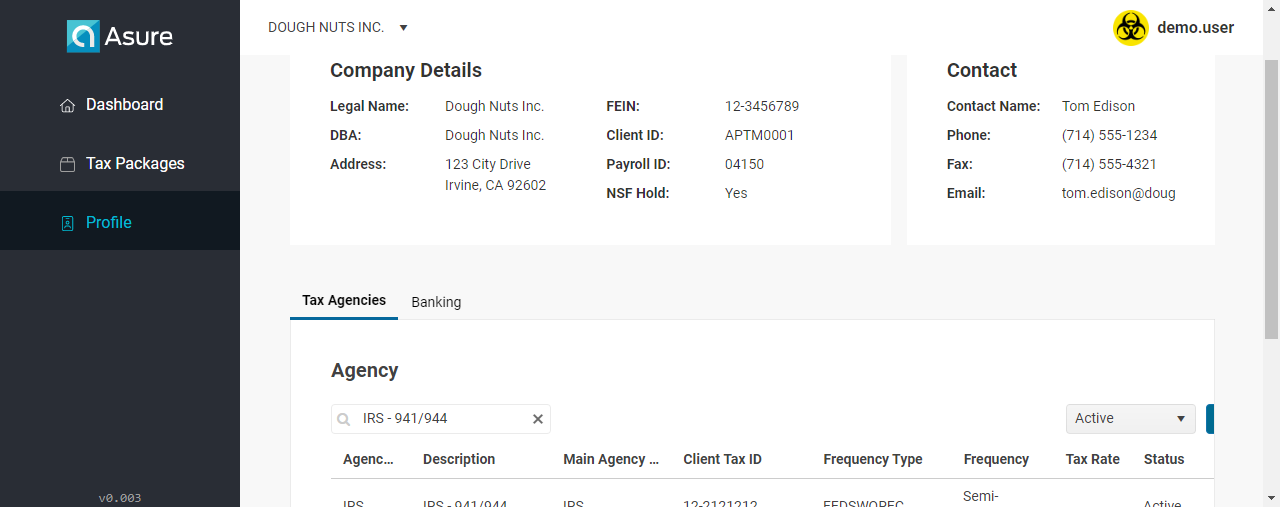 Asure
DOUGH NUTS INC.
demo.user
Dashboard
Tax Packages
Profile
v0.003
Company Details
Legal Name: Dough Nuts Inc.
DBA: Dough Nuts Inc.
Address: 123 City Drive
Irvine, CA 92602
FEIN: 12-3456789
Client ID: APTM0001
Payroll ID: 04150
NSF Hold: Yes
Contact
Contact Name: Tom Edison
Phone: (714) 555-1234
Fax: (714) 555-4321
Email: tom.edison@doug
Tax Agencies Banking
Agency
IRS - 941/944
Active
Agenc... Description Main Agency ... Client Tax ID Frequency Type Frequency Tax Rate Status
IRS IRS - 941/944 IRS 12-2121212 FEDSWQREC Semi- Active